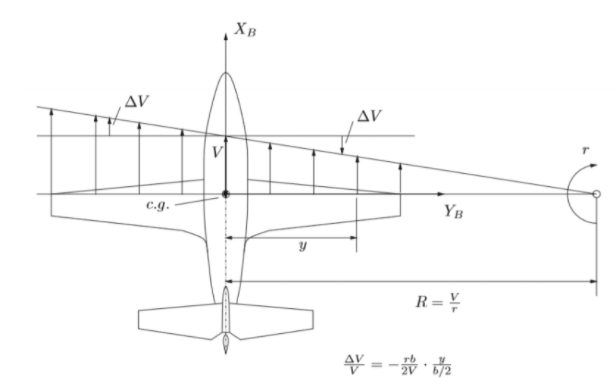 X_B
ΔV
ΔV
V
r
c.g.
Y_B
y
R = V/r
ΔV/V = − rb/2V · y/b/2